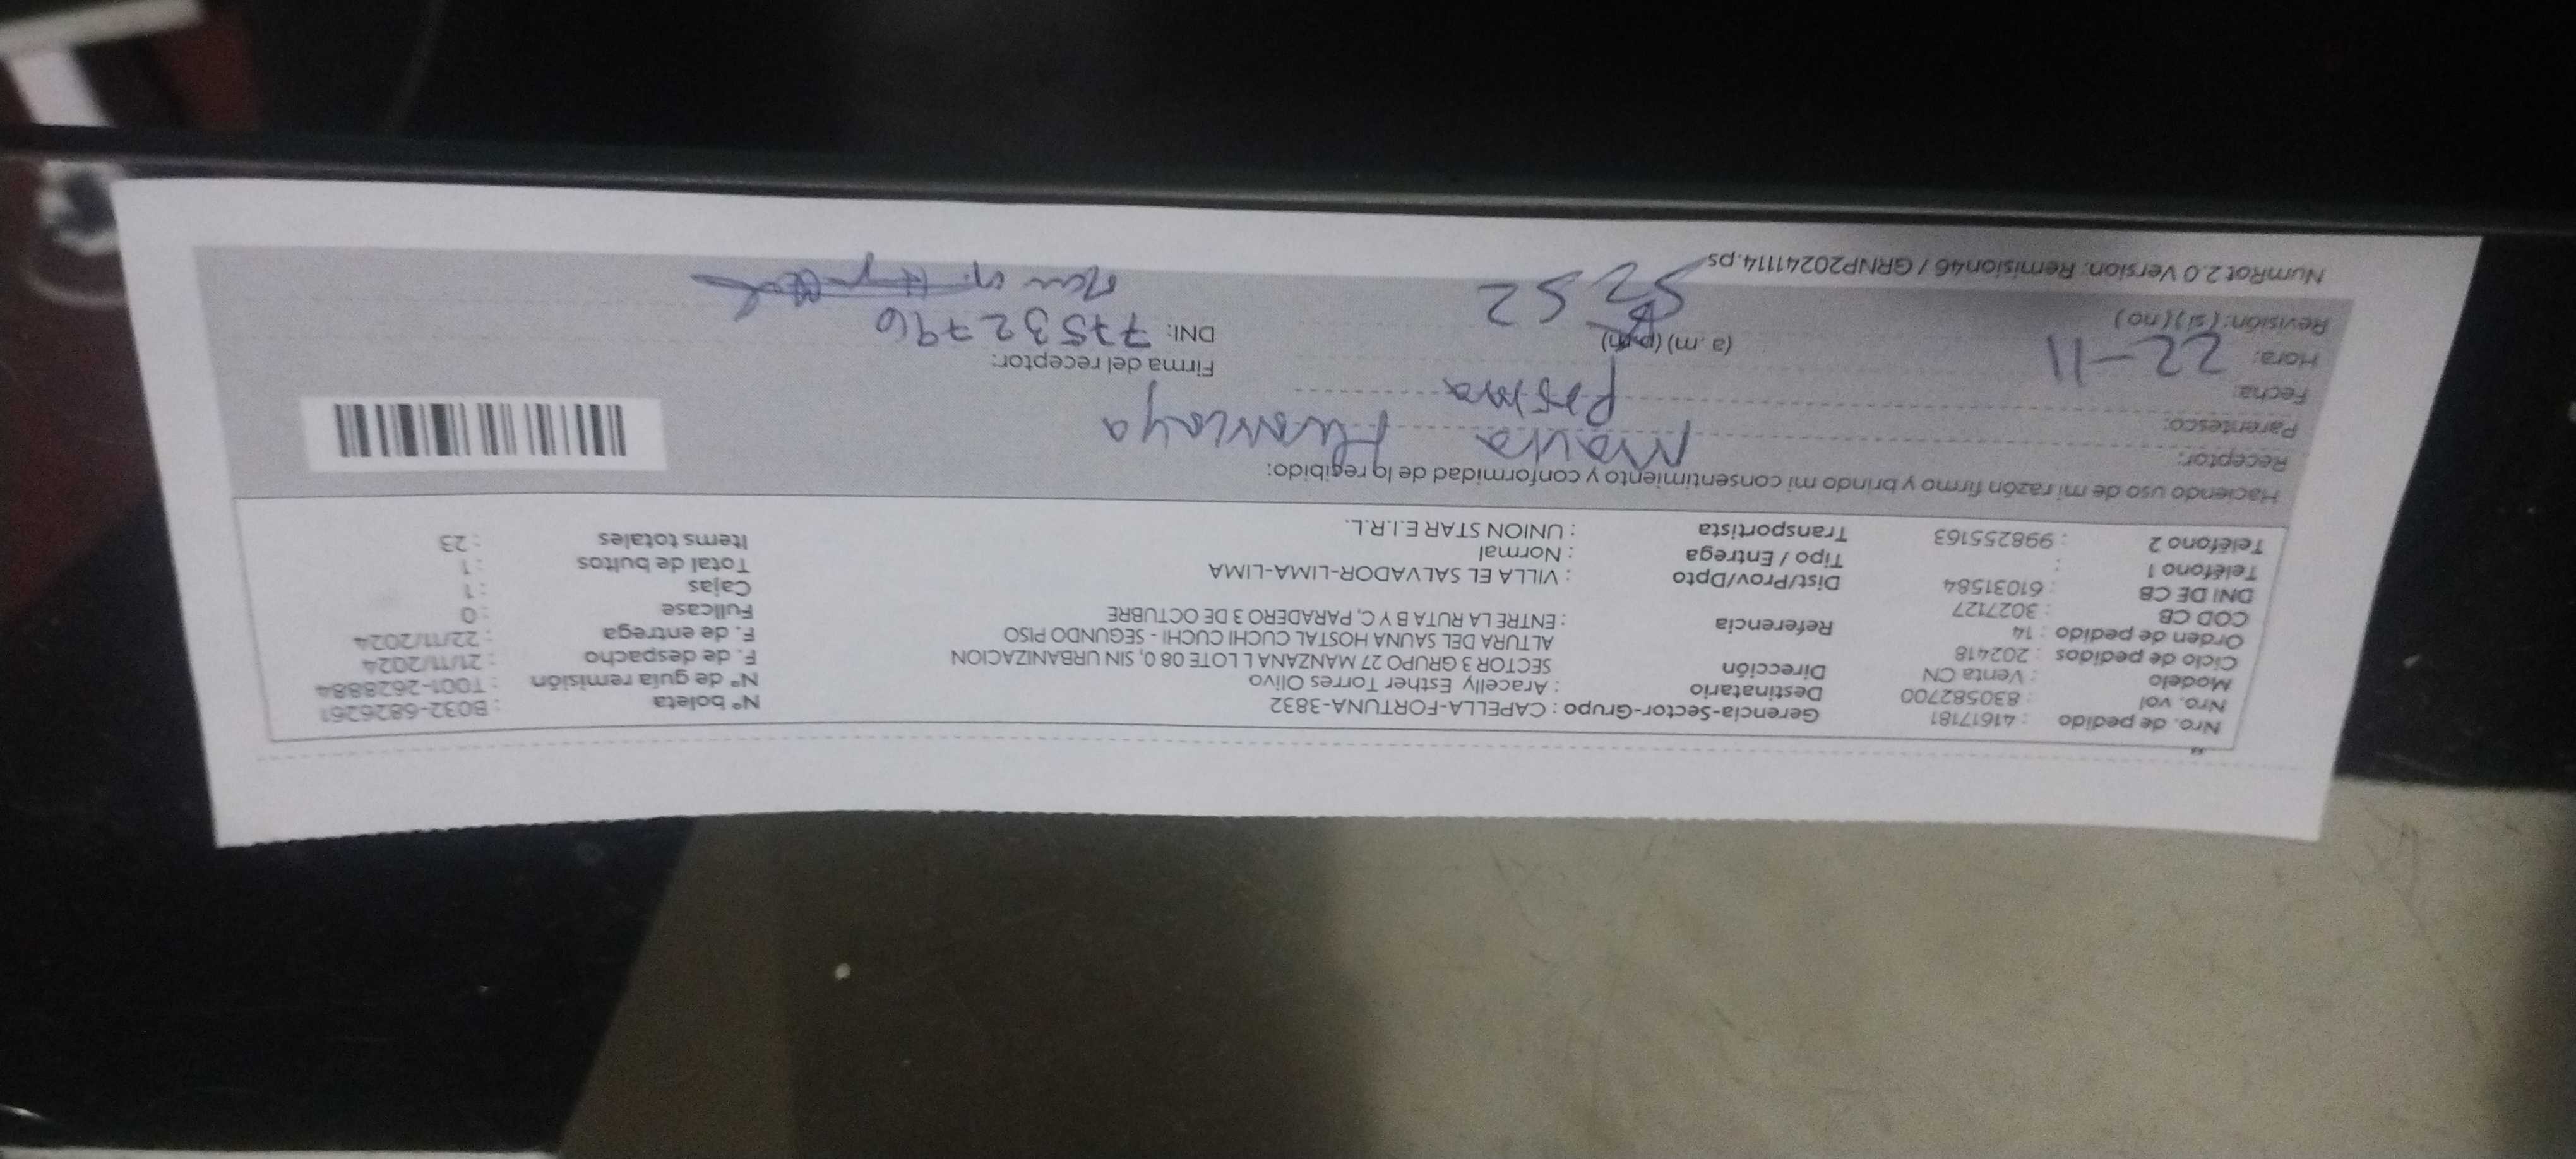 Nro. de pedido : 41617181 Gerencia-Sector-Grupo : CAPELLA-FORTUNA-3832 N° boleta : B032-6826261
Nro. vol : 830582700 Destinatario : Aracelly Esther Torres Olivo N° de guía remisión : T001-2628884
Modelo : Venta CN Dirección SECTOR 3 GRUPO 27 MANZANA L LOTE 08 0, SIN URBANIZACION F. de despacho : 21/11/2024
Ciclo de pedidos : 202418 ALTURA DEL SAUNA HOSTAL CUCHI CUCHI - SEGUNDO PISO F. de entrega : 22/11/2024
Orden de pedido : 14 Referencia : ENTRE LA RUTA B Y C, PARADERO 3 DE OCTUBRE Fullcase : 0
COD CB : 3027127 Cajas : 1
DNI DE CB : 61031584 Dist/Prov/Dpto : VILLA EL SALVADOR-LIMA-LIMA Total de bultos : 1
Teléfono 1 : Tipo / Entrega : Normal Items totales : 23
Teléfono 2 : 998255163 Transportista : UNION STAR E.I.R.L.
Haciendo uso de mi razón firmo y brindo mi consentimiento y conformidad de lo recibido:
Receptor: Huamcaya
Parentesco: Prima
Fecha:
Hora: 22-11 (a.m) (p.m) Firma del receptor:
Revisión: (si) (no) 5252 DNI: 77532796
NumRot 2.0 Version: Remision46 / GRNP20241114.ps